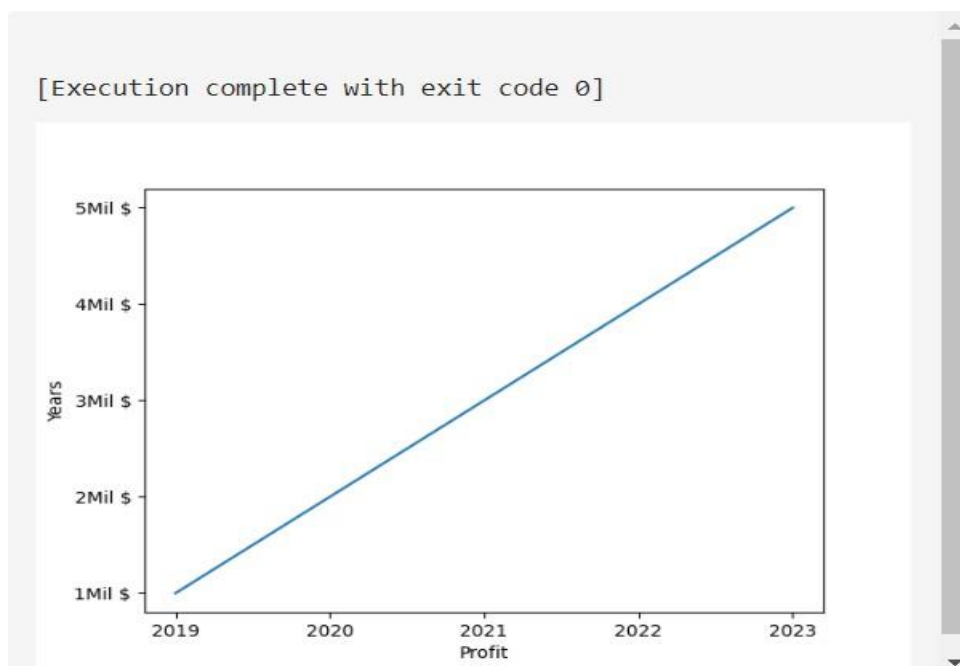 [Execution complete with exit code 0]
5Mil $
4Mil $
Years
3Mil $
2Mil $
1Mil $
2019 2020 2021 2022 2023
Profit